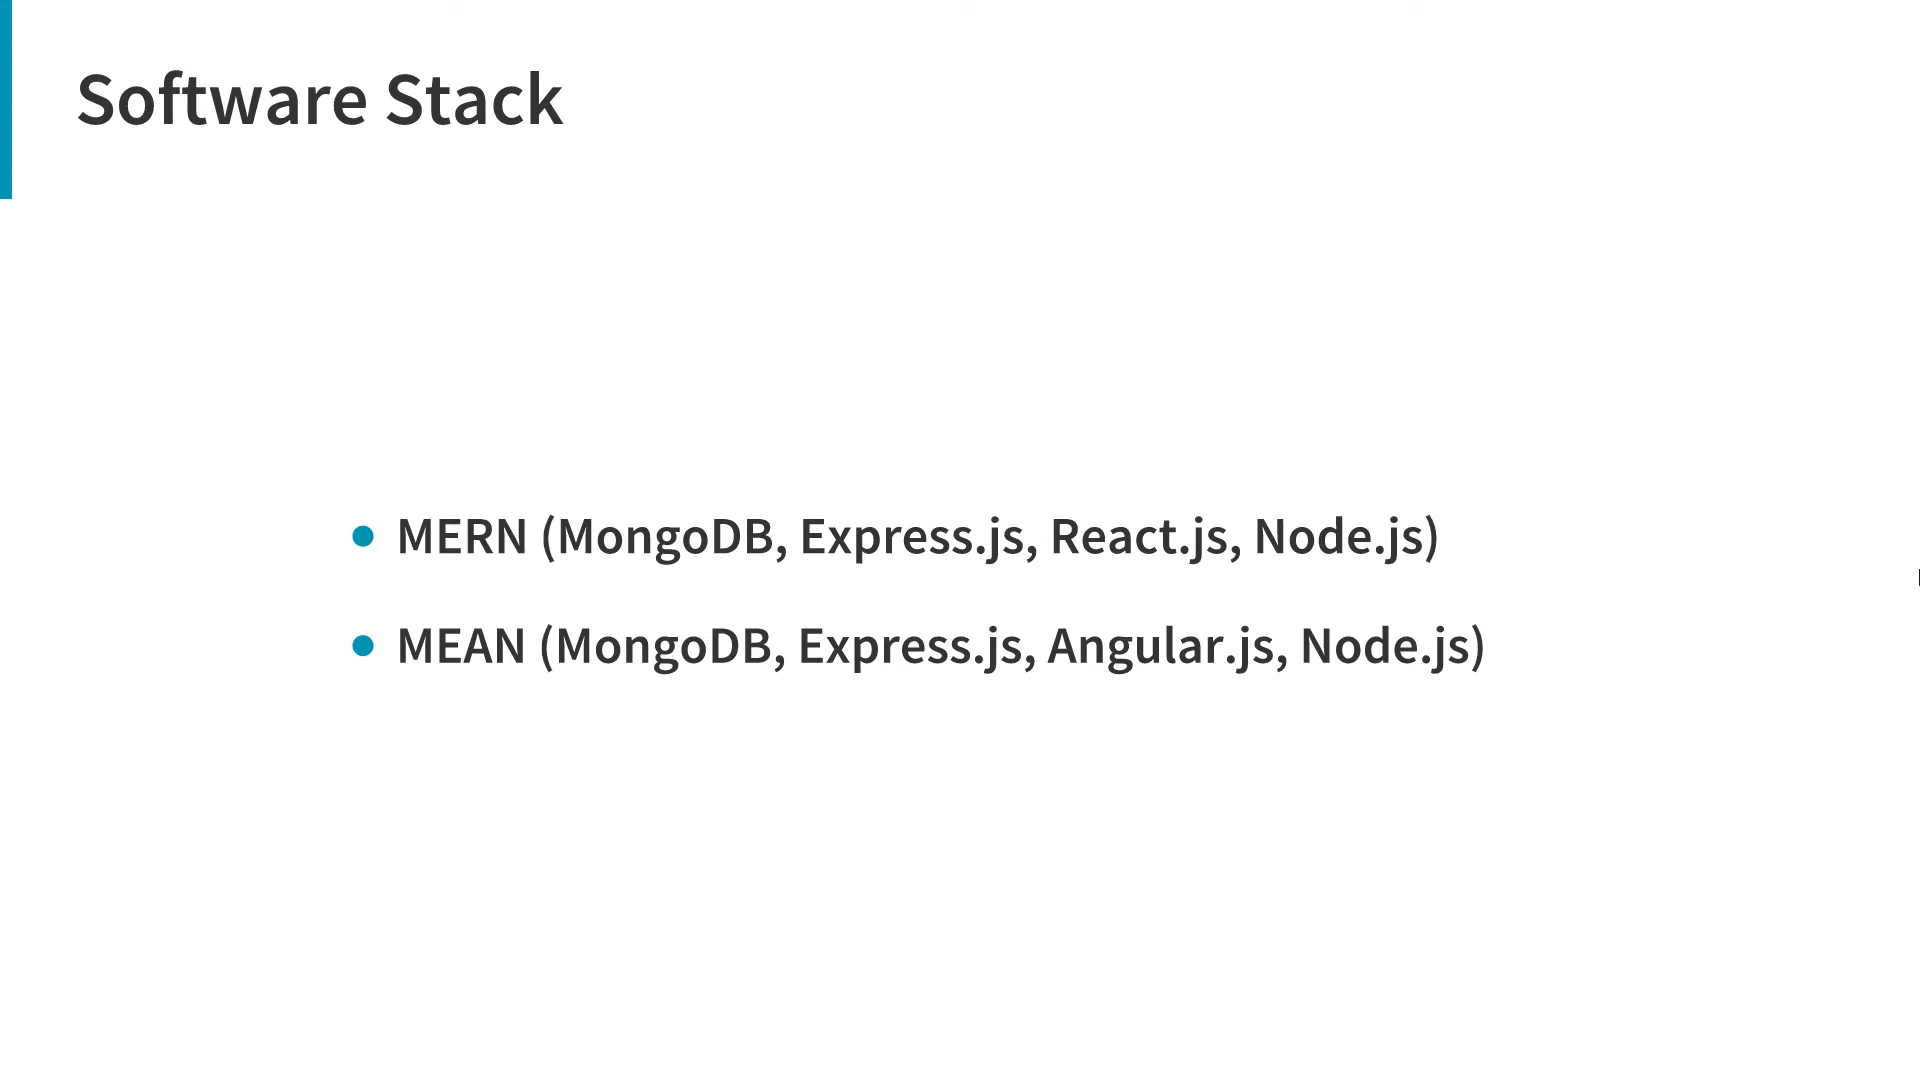 Software Stack
MERN (MongoDB, Express.js, React.js, Node.js)
MEAN (MongoDB, Express.js, Angular.js, Node.js)